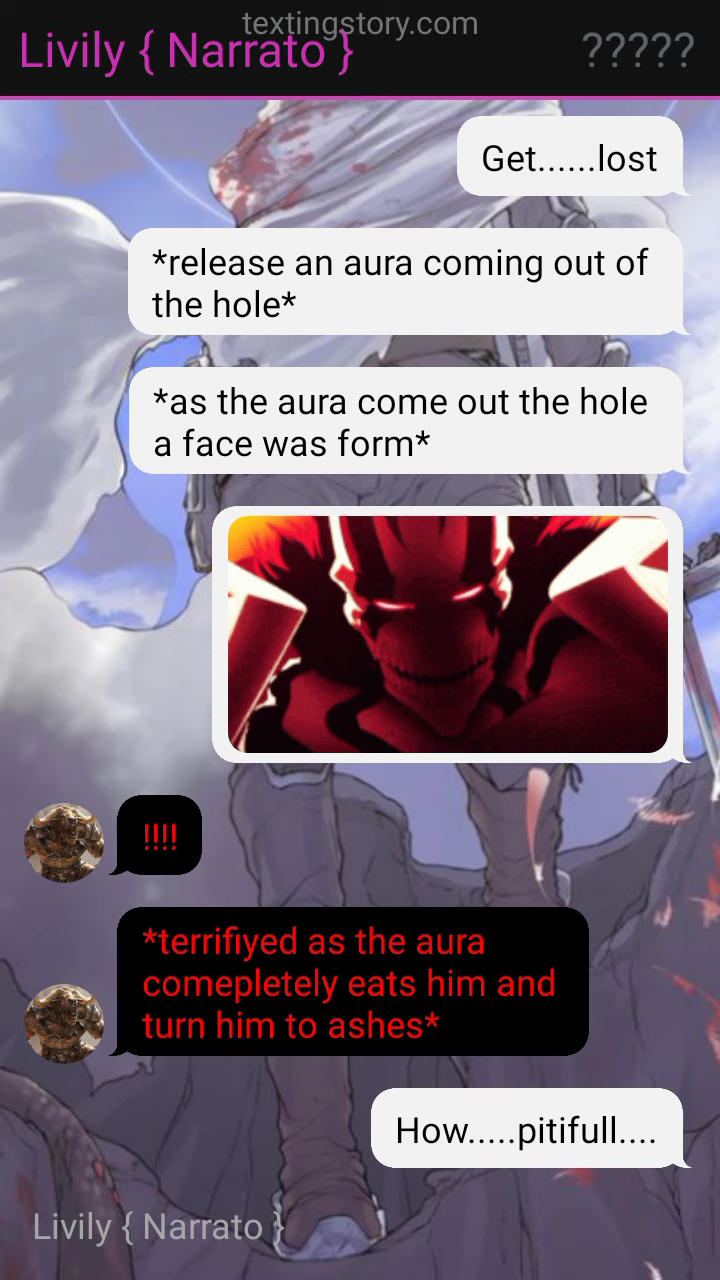 textingstory.com
Livily { Narrato }
?????
Get......lost
*release an aura coming out of
the hole*
*as the aura come out the hole
a face was form*
!!!!
*terrifiyed as the aura
comepletely eats him and
turn him to ashes*
How.....pitifull....
Livily { Narrato }